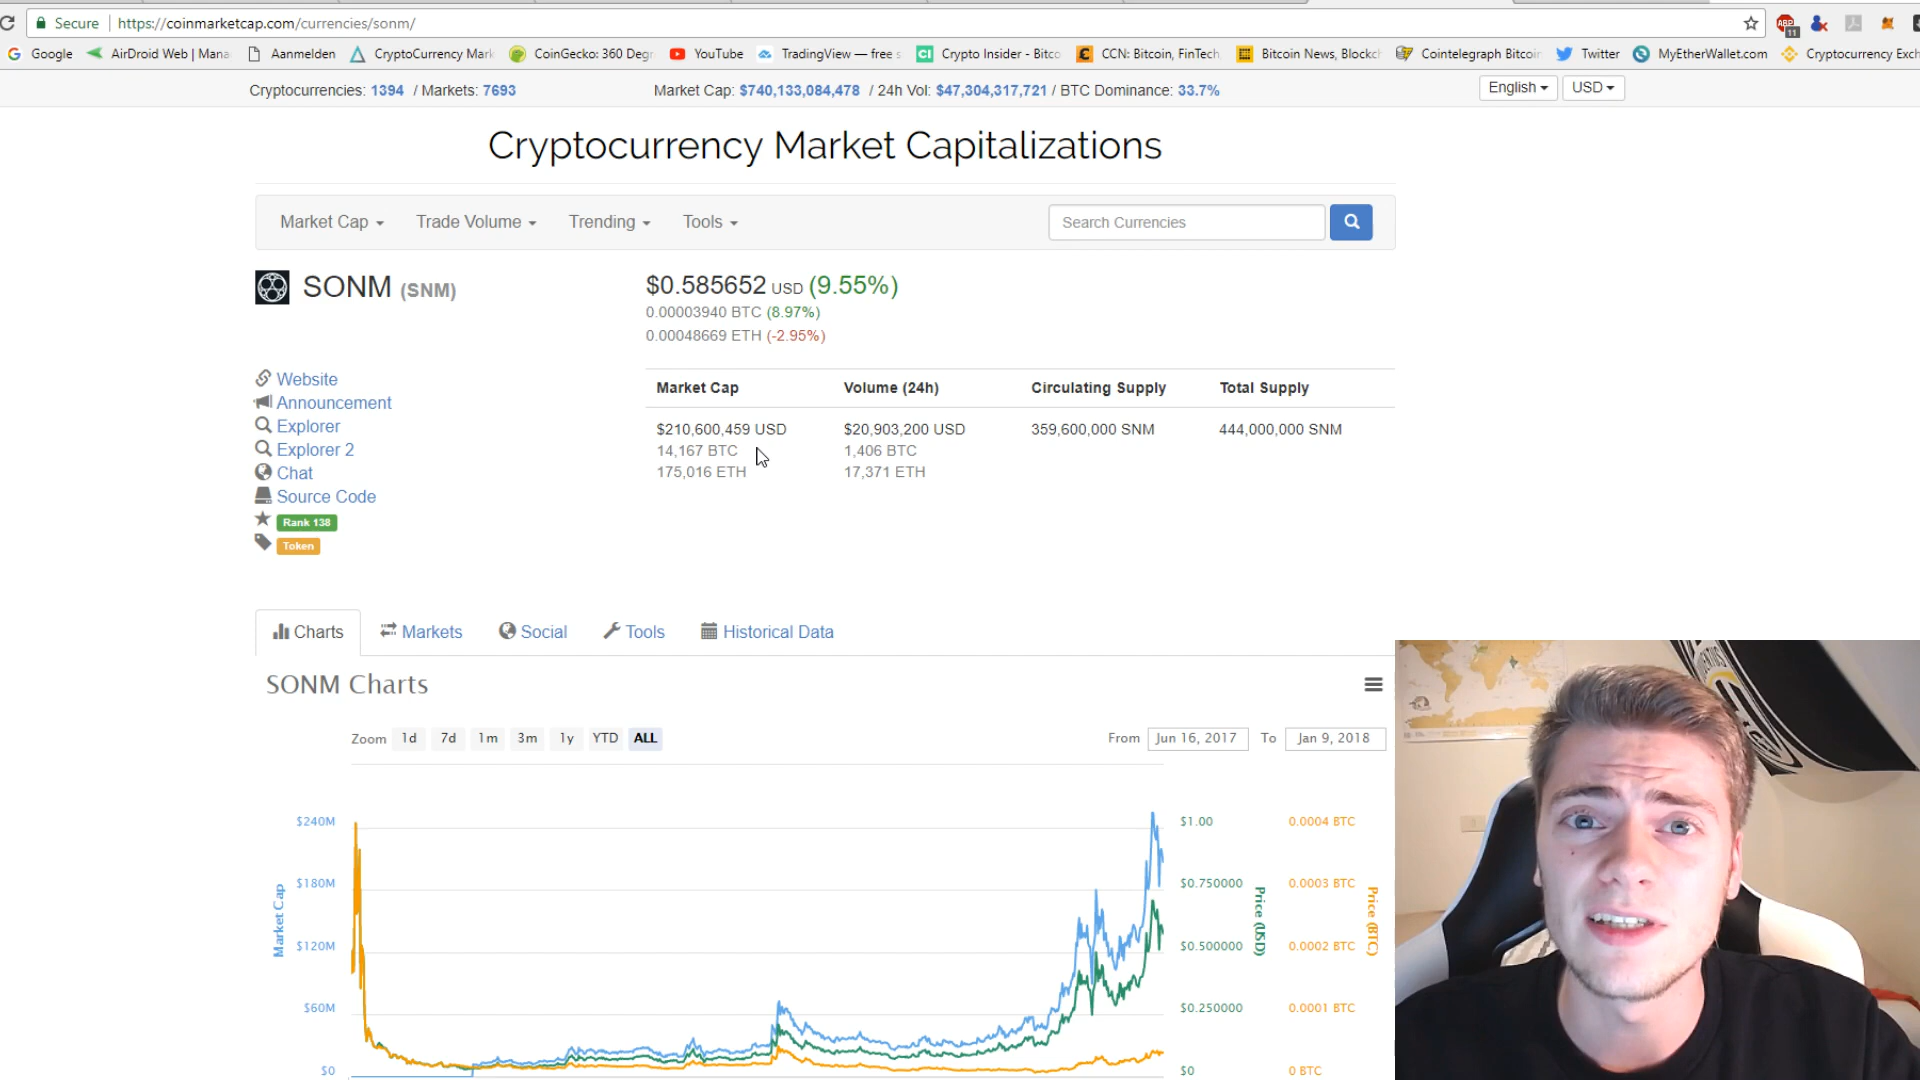 Secure https://coinmarketcap.com/currencies/sonm/
ABP 11
Google AirDroid Web | Mana Aanmelden CryptoCurrency Mark CoinGecko: 360 Deg YouTube TradingView — free s CI Crypto Insider - Bitco CCN: Bitcoin, FinTech, Bitcoin News, Blockc Cointelegraph Bitcoin Twitter MyEtherWallet.com Cryptocurrency Exch
Cryptocurrencies: 1394 / Markets: 7693 Market Cap: $740,133,084,478 / 24h Vol: $47,304,317,721 / BTC Dominance: 33.7% English USD
Cryptocurrency Market Capitalizations
Market Cap Trade Volume Trending Tools Search Currencies
SONM (SNM) $0.585652 USD (9.55%)
0.00003940 BTC (8.97%)
0.00048669 ETH (-2.95%)
Website
Announcement
Explorer
Explorer 2
Chat
Source Code
Rank 138
Token
Market Cap Volume (24h) Circulating Supply Total Supply
$210,600,459 USD $20,903,200 USD 359,600,000 SNM 444,000,000 SNM
14,167 BTC 1,406 BTC
175,016 ETH 17,371 ETH
Charts Markets Social Tools Historical Data
SONM Charts
Zoom 1d 7d 1m 3m 1y YTD ALL From Jun 16, 2017 To Jan 9, 2018
$240M $1.00 0.0004 BTC
$180M $0.750000 0.0003 BTC
$120M $0.500000 0.0002 BTC
$60M $0.250000 0.0001 BTC
$0 $0 0 BTC
Market Cap
Price (USD)
Price (BTC)
JUVENTUS